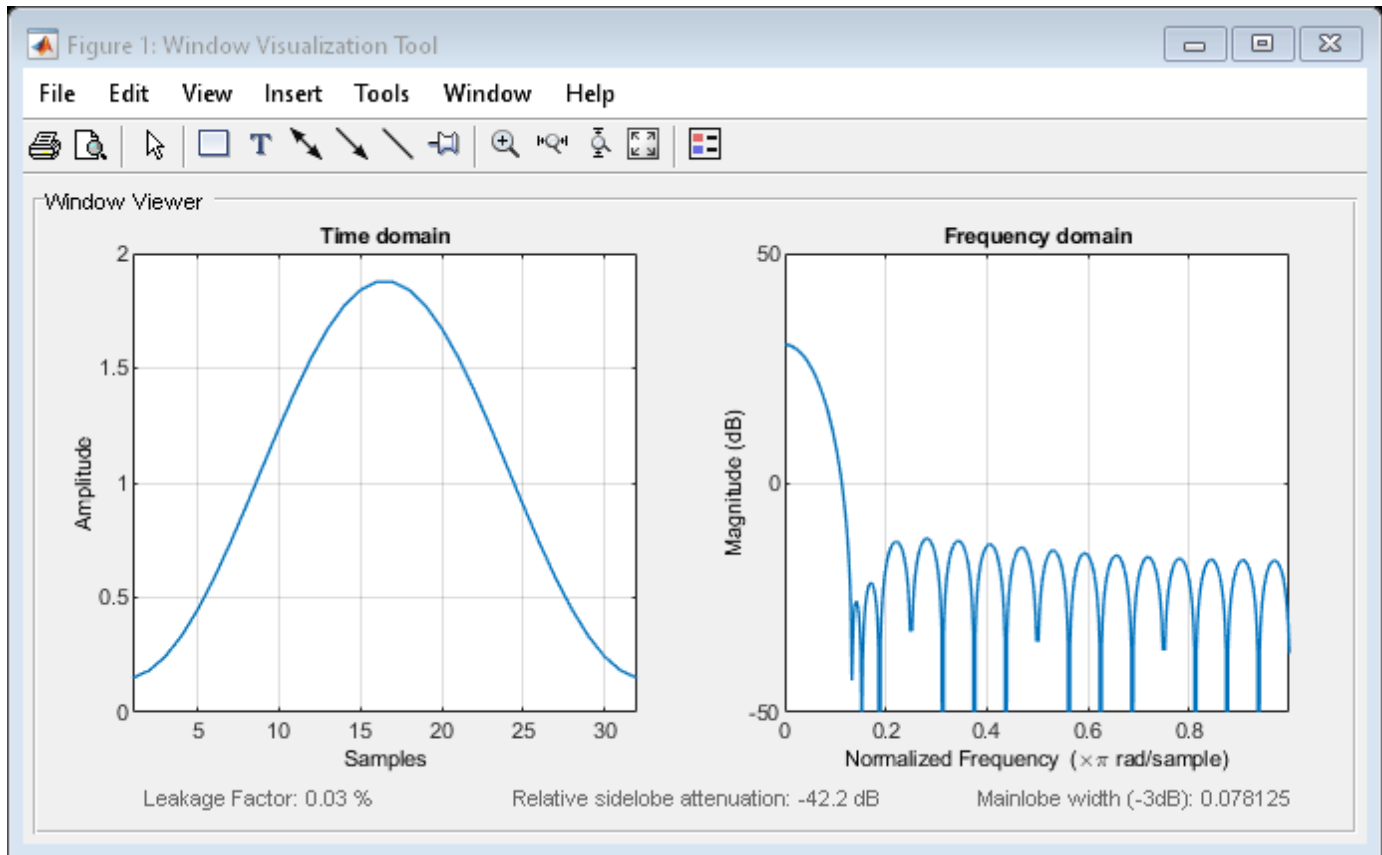 Figure 1: Window Visualization Tool
File Edit View Insert Tools Window Help
T
Window Viewer
Time domain
2
1.5
1
0.5
0
Amplitude
5 10 15 20 25 30
Samples
Frequency domain
50
0
-50
Magnitude (dB)
0 0.2 0.4 0.6 0.8
Normalized Frequency (×π rad/sample)
Leakage Factor: 0.03 %
Relative sidelobe attenuation: -42.2 dB
Mainlobe width (-3dB): 0.078125